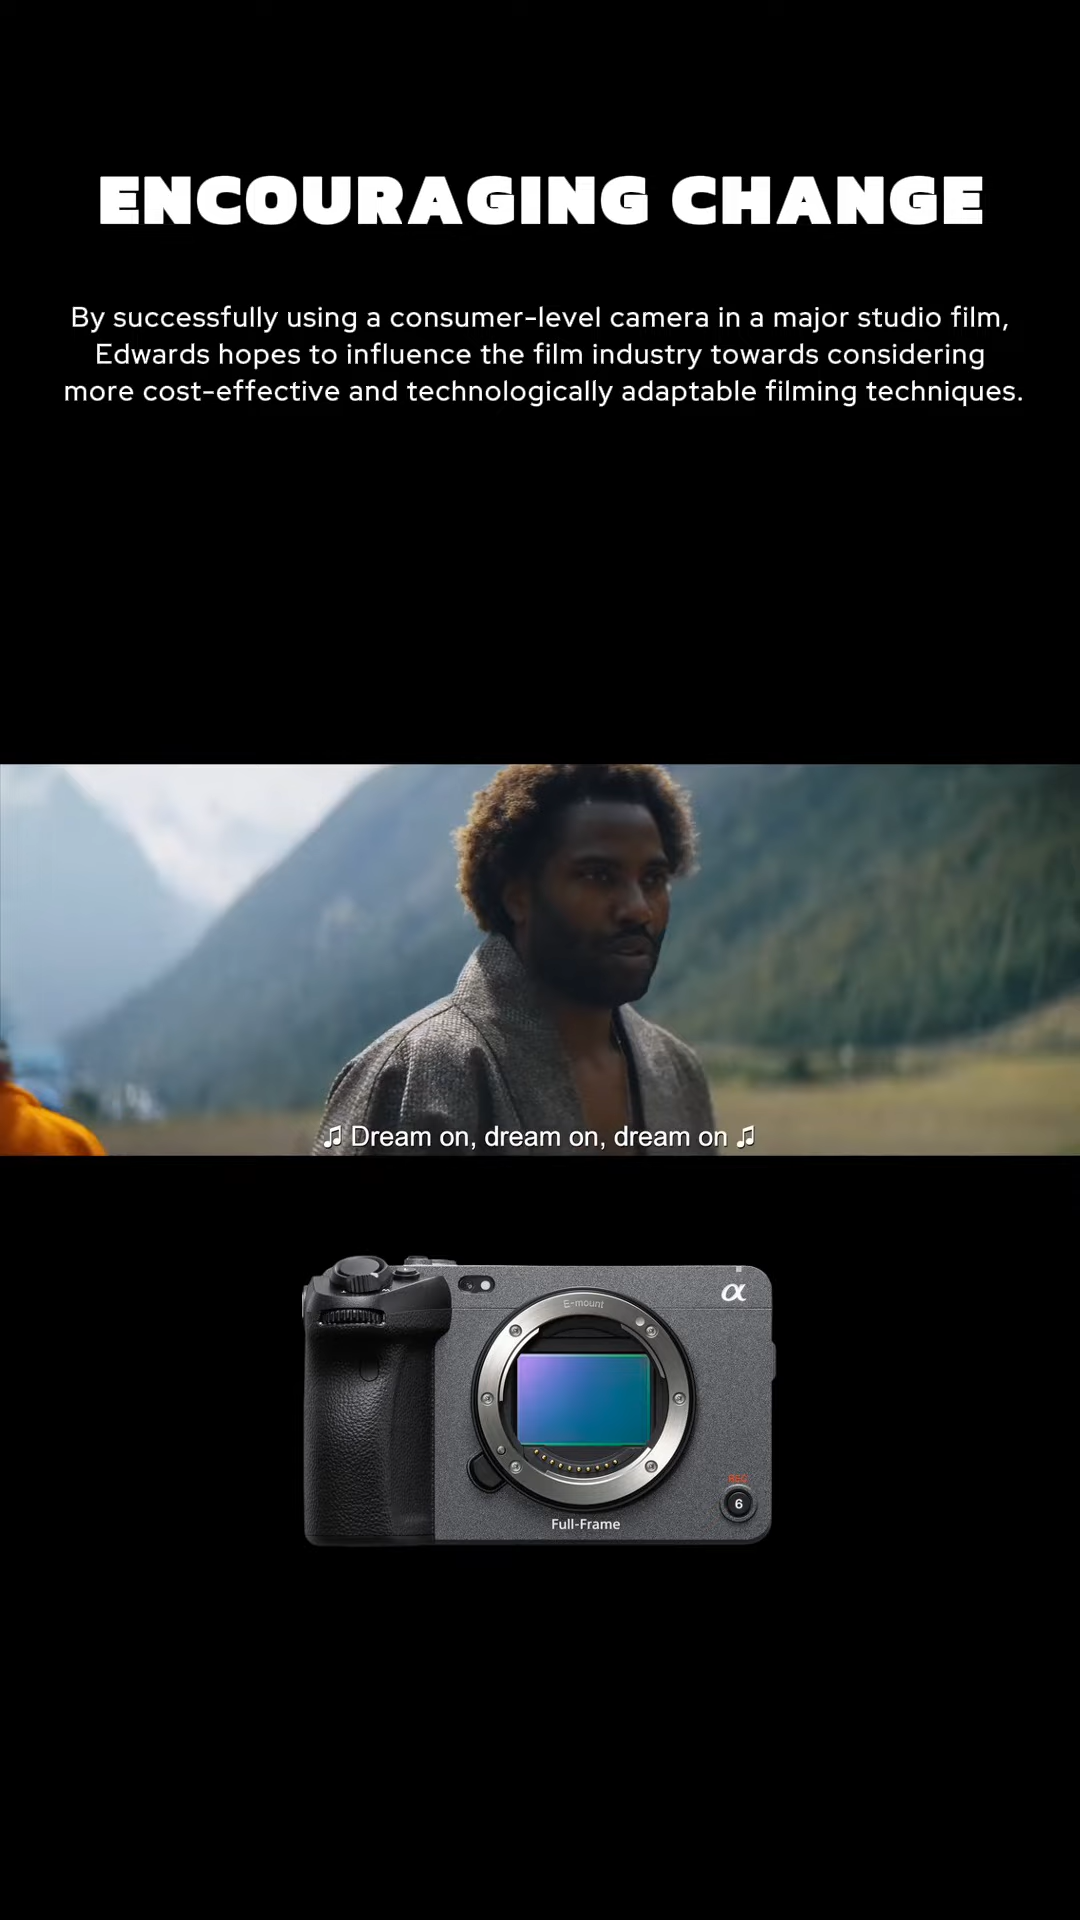 ENCOURAGING CHANGE
By successfully using a consumer-level camera in a major studio film,
Edwards hopes to influence the film industry towards considering
more cost-effective and technologically adaptable filming techniques.
♫ Dream on, dream on, dream on ♫
E-mount
α
REC
6
Full-Frame